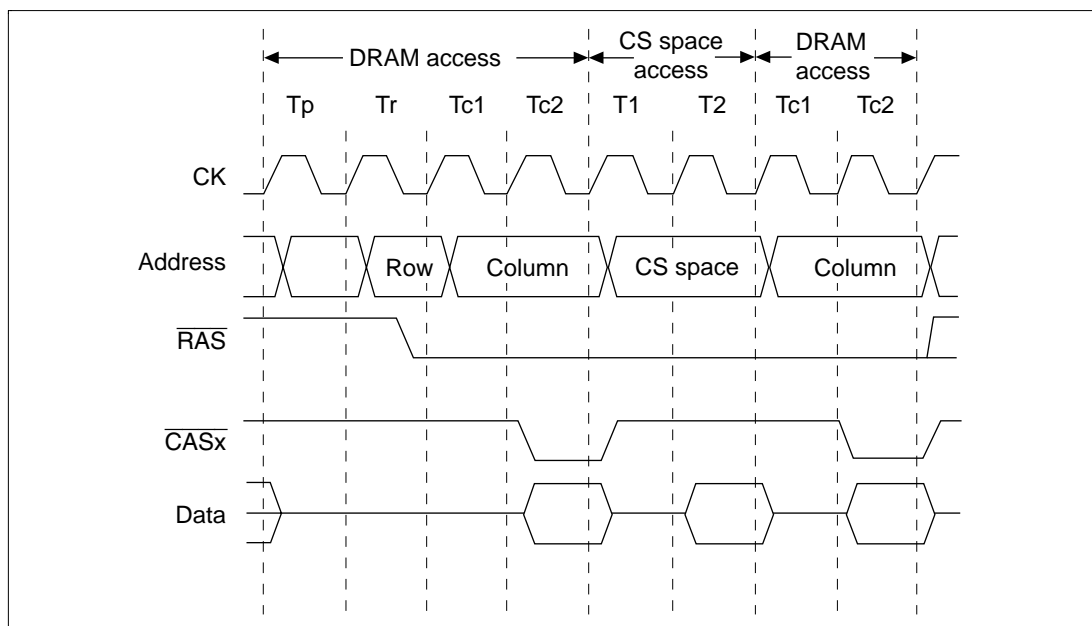 DRAM access
CS space
access
DRAM
access
Tp Tr Tc1 Tc2 T1 T2 Tc1 Tc2
CK
Address
Row Column CS space Column
RAS
CASx
Data